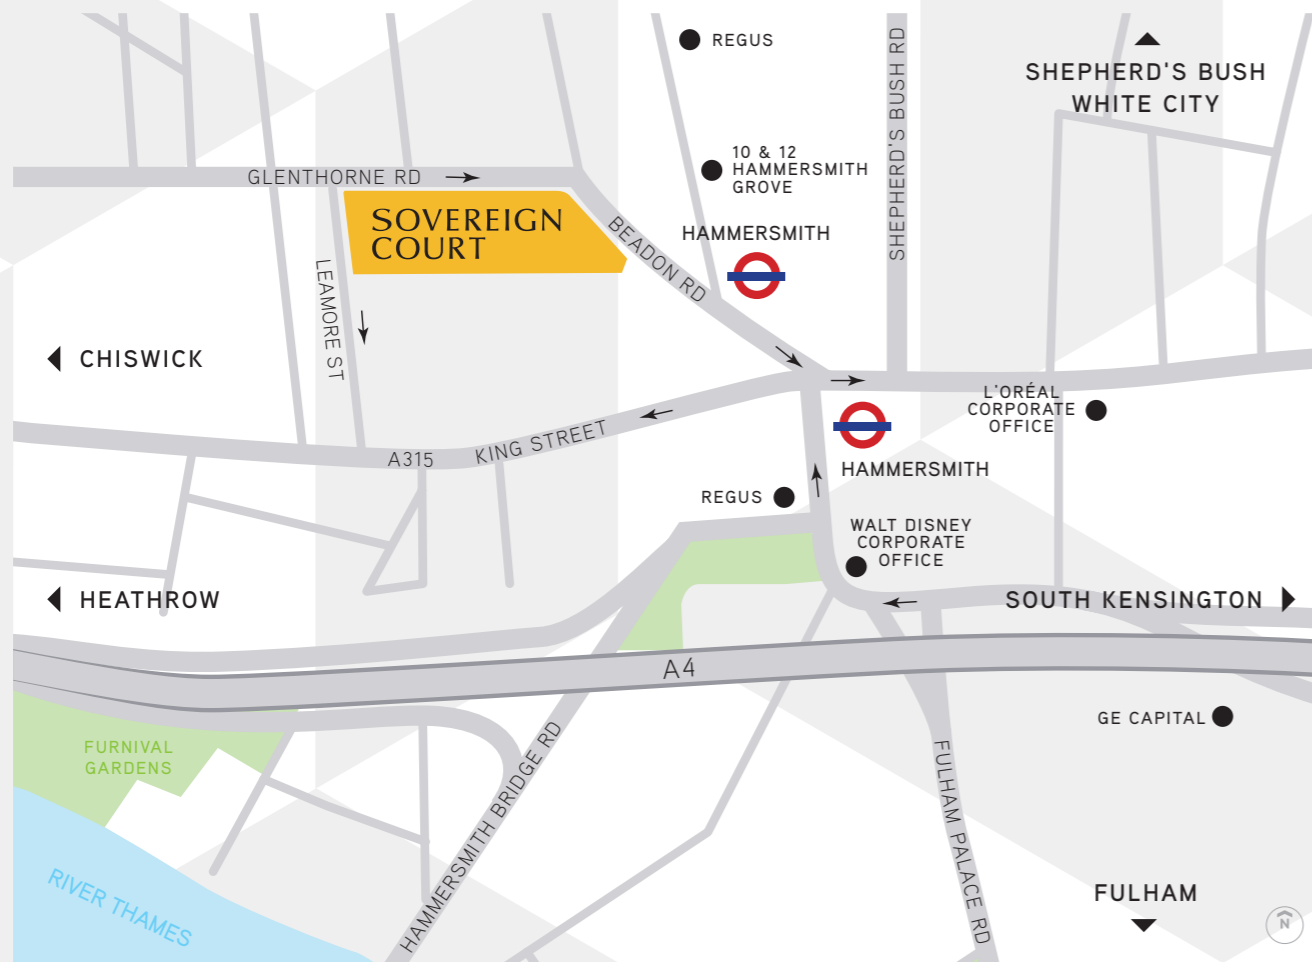 REGUS
SHEPHERD'S BUSH RD
SHEPHERD'S BUSH
WHITE CITY
10 & 12
HAMMERSMITH
GROVE
GLENTHORNE RD
SOVEREIGN
COURT
BEADON RD
HAMMERSMITH
LEAMORE ST
CHISWICK
L'ORÉAL
CORPORATE
OFFICE
KING STREET
A315
HAMMERSMITH
REGUS
WALT DISNEY
CORPORATE
OFFICE
HEATHROW
SOUTH KENSINGTON
A4
GE CAPITAL
FURNIVAL
GARDENS
HAMMERSMITH BRIDGE RD
FULHAM PALACE RD
RIVER THAMES
FULHAM
N